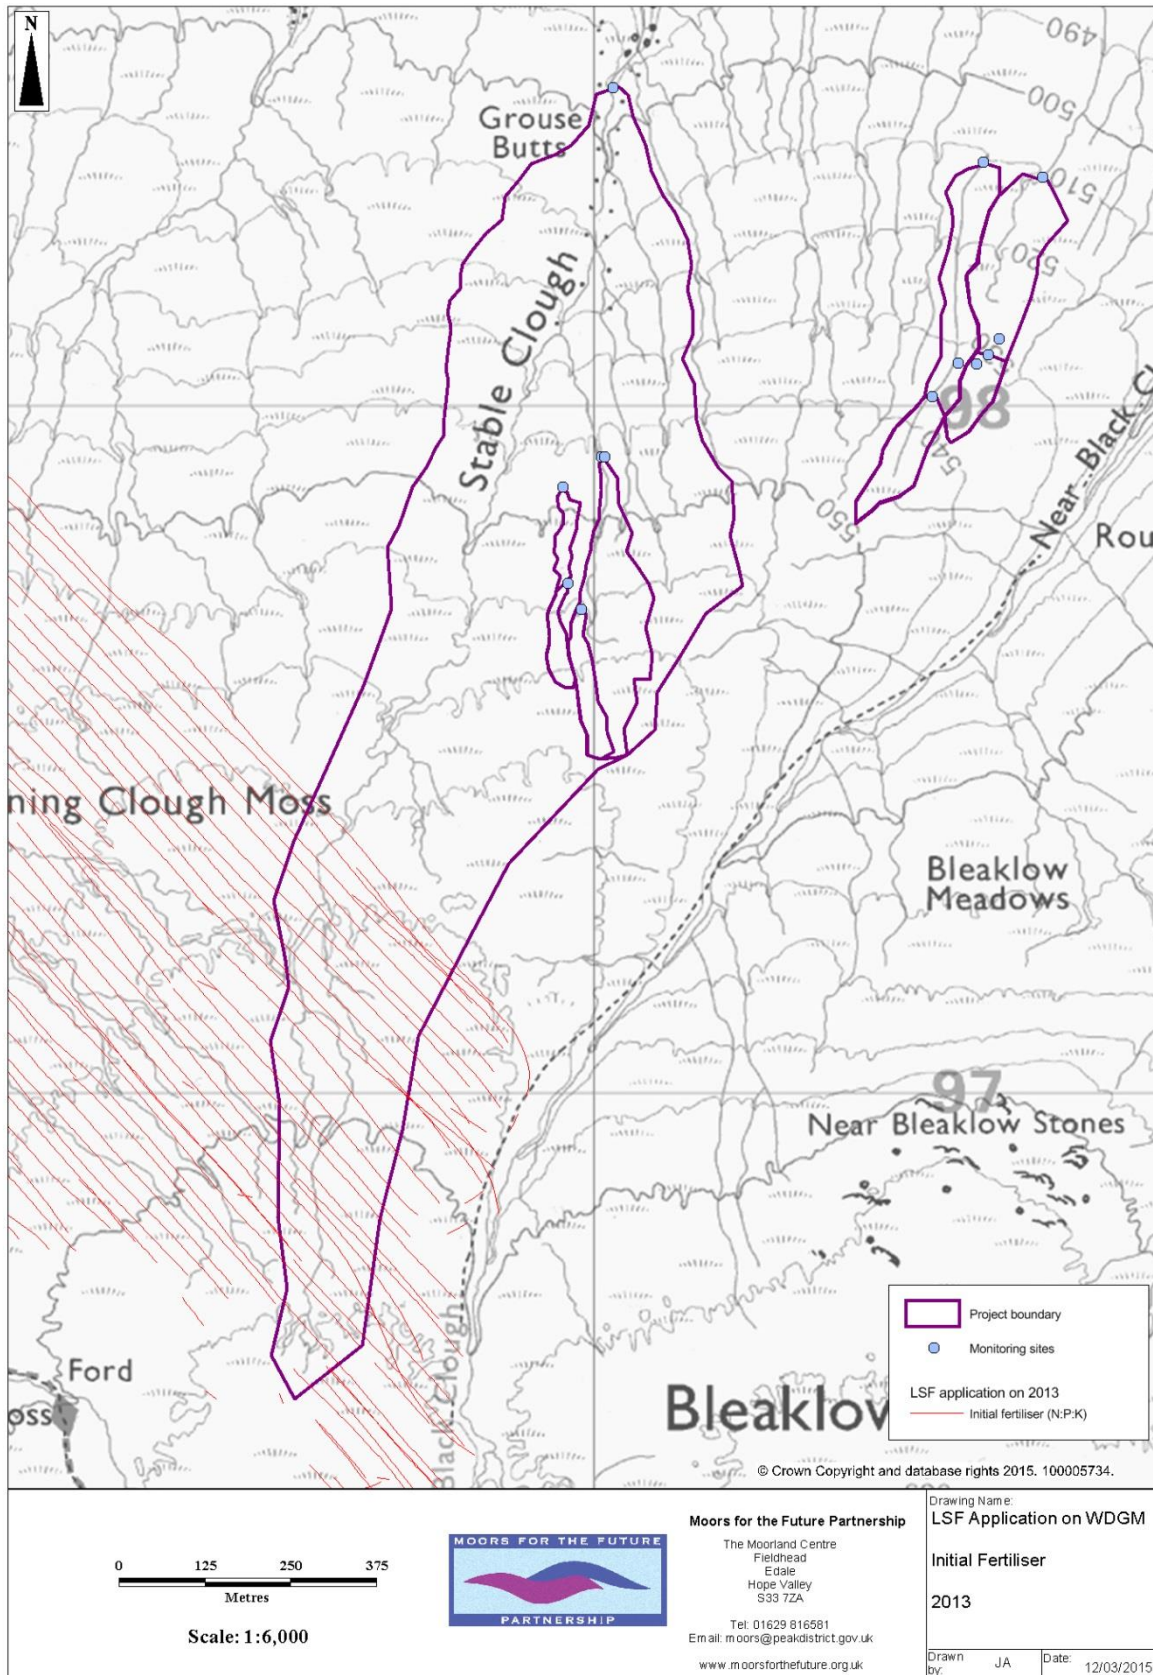 N
490
500
Grouse
Butts
510
520
Stable Clough
98
540
550
Near Black Cl
Rou
ning Clough Moss
Bleaklow
Meadows
97
Near Bleaklow Stones
Project boundary
Monitoring sites
LSF application on 2013
Initial fertiliser (N:P:K)
Ford
oss
Black Clough
Bleaklow
© Crown Copyright and database rights 2015. 100005734.
0 125 250 375
Metres
Scale: 1:6,000
MOORS FOR THE FUTURE
PARTNERSHIP
Moors for the Future Partnership
The Moorland Centre
Fieldhead
Edale
Hope Valley
S33 7ZA
Tel: 01629 816581
Email: moors@peakdistrict.gov.uk
www.moorsforthefuture.org.uk
Drawing Name:
LSF Application on WDGM
Initial Fertiliser
2013
Drawn by: JA
Date: 12/03/2015